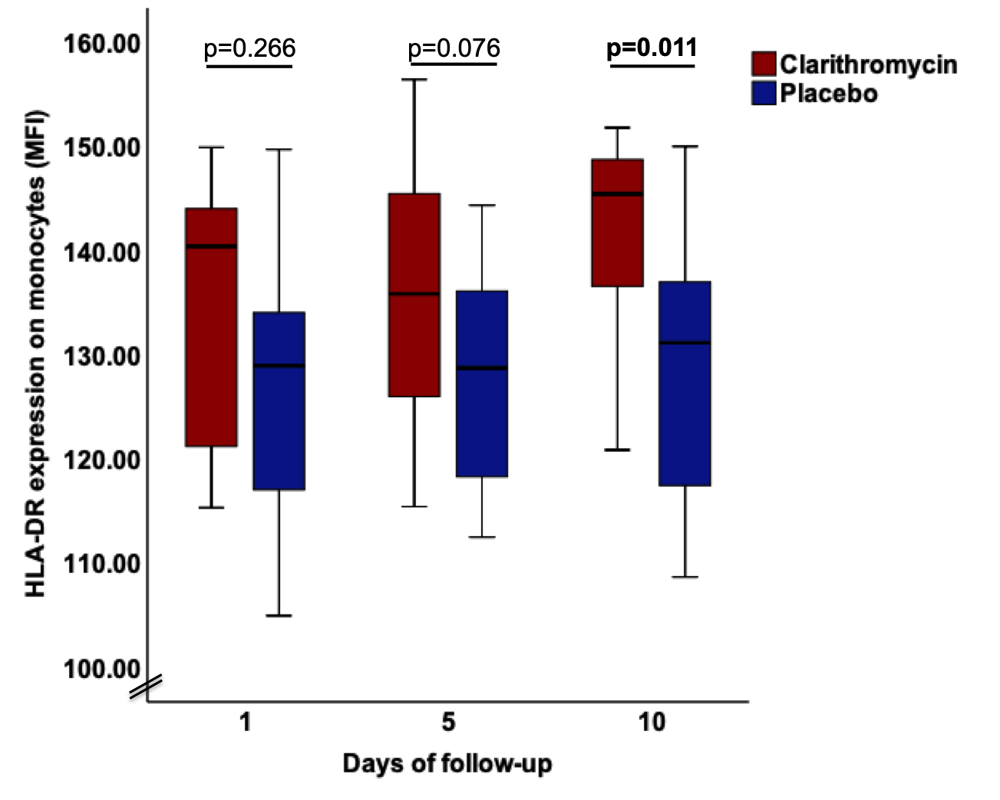 160.00
150.00
140.00
130.00
120.00
110.00
100.00
HLA-DR expression on monocytes (MFI)
p=0.266
p=0.076
p=0.011
Clarithromycin
Placebo
1
5
10
Days of follow-up